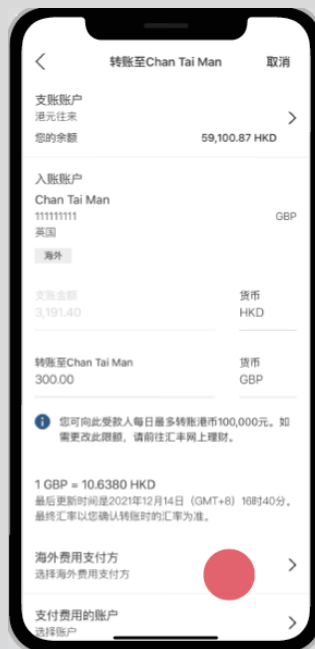 转账至Chan Tai Man 取消
支账账户
港元往来
您的余额 59,100.87 HKD
入账账户
Chan Tai Man
111111111 GBP
英国
海外
支账金额 货币
3,191.40 HKD
转账至Chan Tai Man 货币
300.00 GBP
您可向此受款人每日最多转账港币100,000元。如
需更改此限额，请前往汇丰网上理财。
1 GBP = 10.6380 HKD
最后更新时间是2021年12月14日（GMT+8）16时40分。
最终汇率以您确认转账时的汇率为准。
海外费用支付方
选择海外费用支付方
支付费用的账户
选择账户